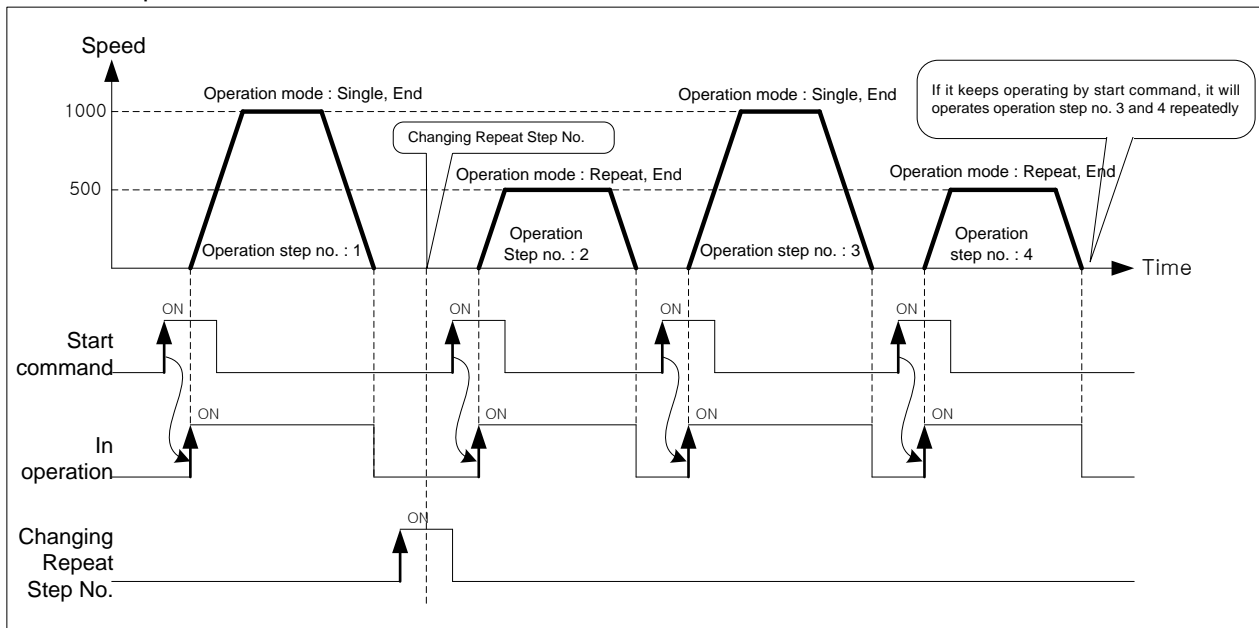 Speed
Operation mode : Single, End
Operation mode : Single, End
If it keeps operating by start command, it will
operates operation step no. 3 and 4 repeatedly
1000
Changing Repeat Step No.
Operation mode : Repeat, End
Operation mode : Repeat, End
500
Operation step no. : 1
Operation
Step no. : 2
Operation step no. : 3
Operation
step no. : 4
Time
ON
ON
ON
ON
Start
command
ON
ON
ON
ON
In
operation
ON
Changing
Repeat
Step No.